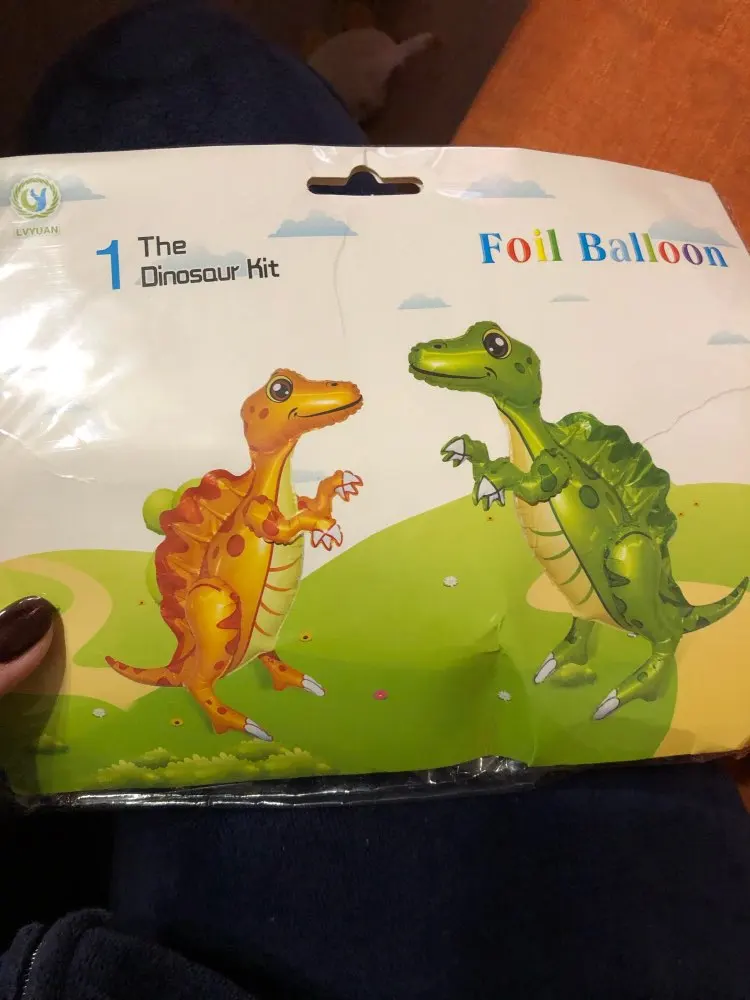 LVYUAN
1 The
Dinosaur Kit
Foil Balloon